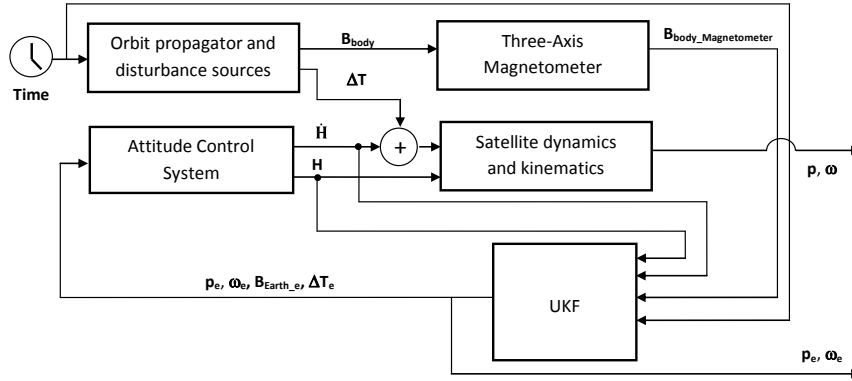 Orbit propagator and
disturbance sources
B_body
Three-Axis
Magnetometer
B_body_Magnetometer
Time
ΔT
Attitude Control
System
Ḣ
H
+
Satellite dynamics
and kinematics
p, ω
p_e, ω_e, B_Earth_e, ΔT_e
UKF
p_e, ω_e